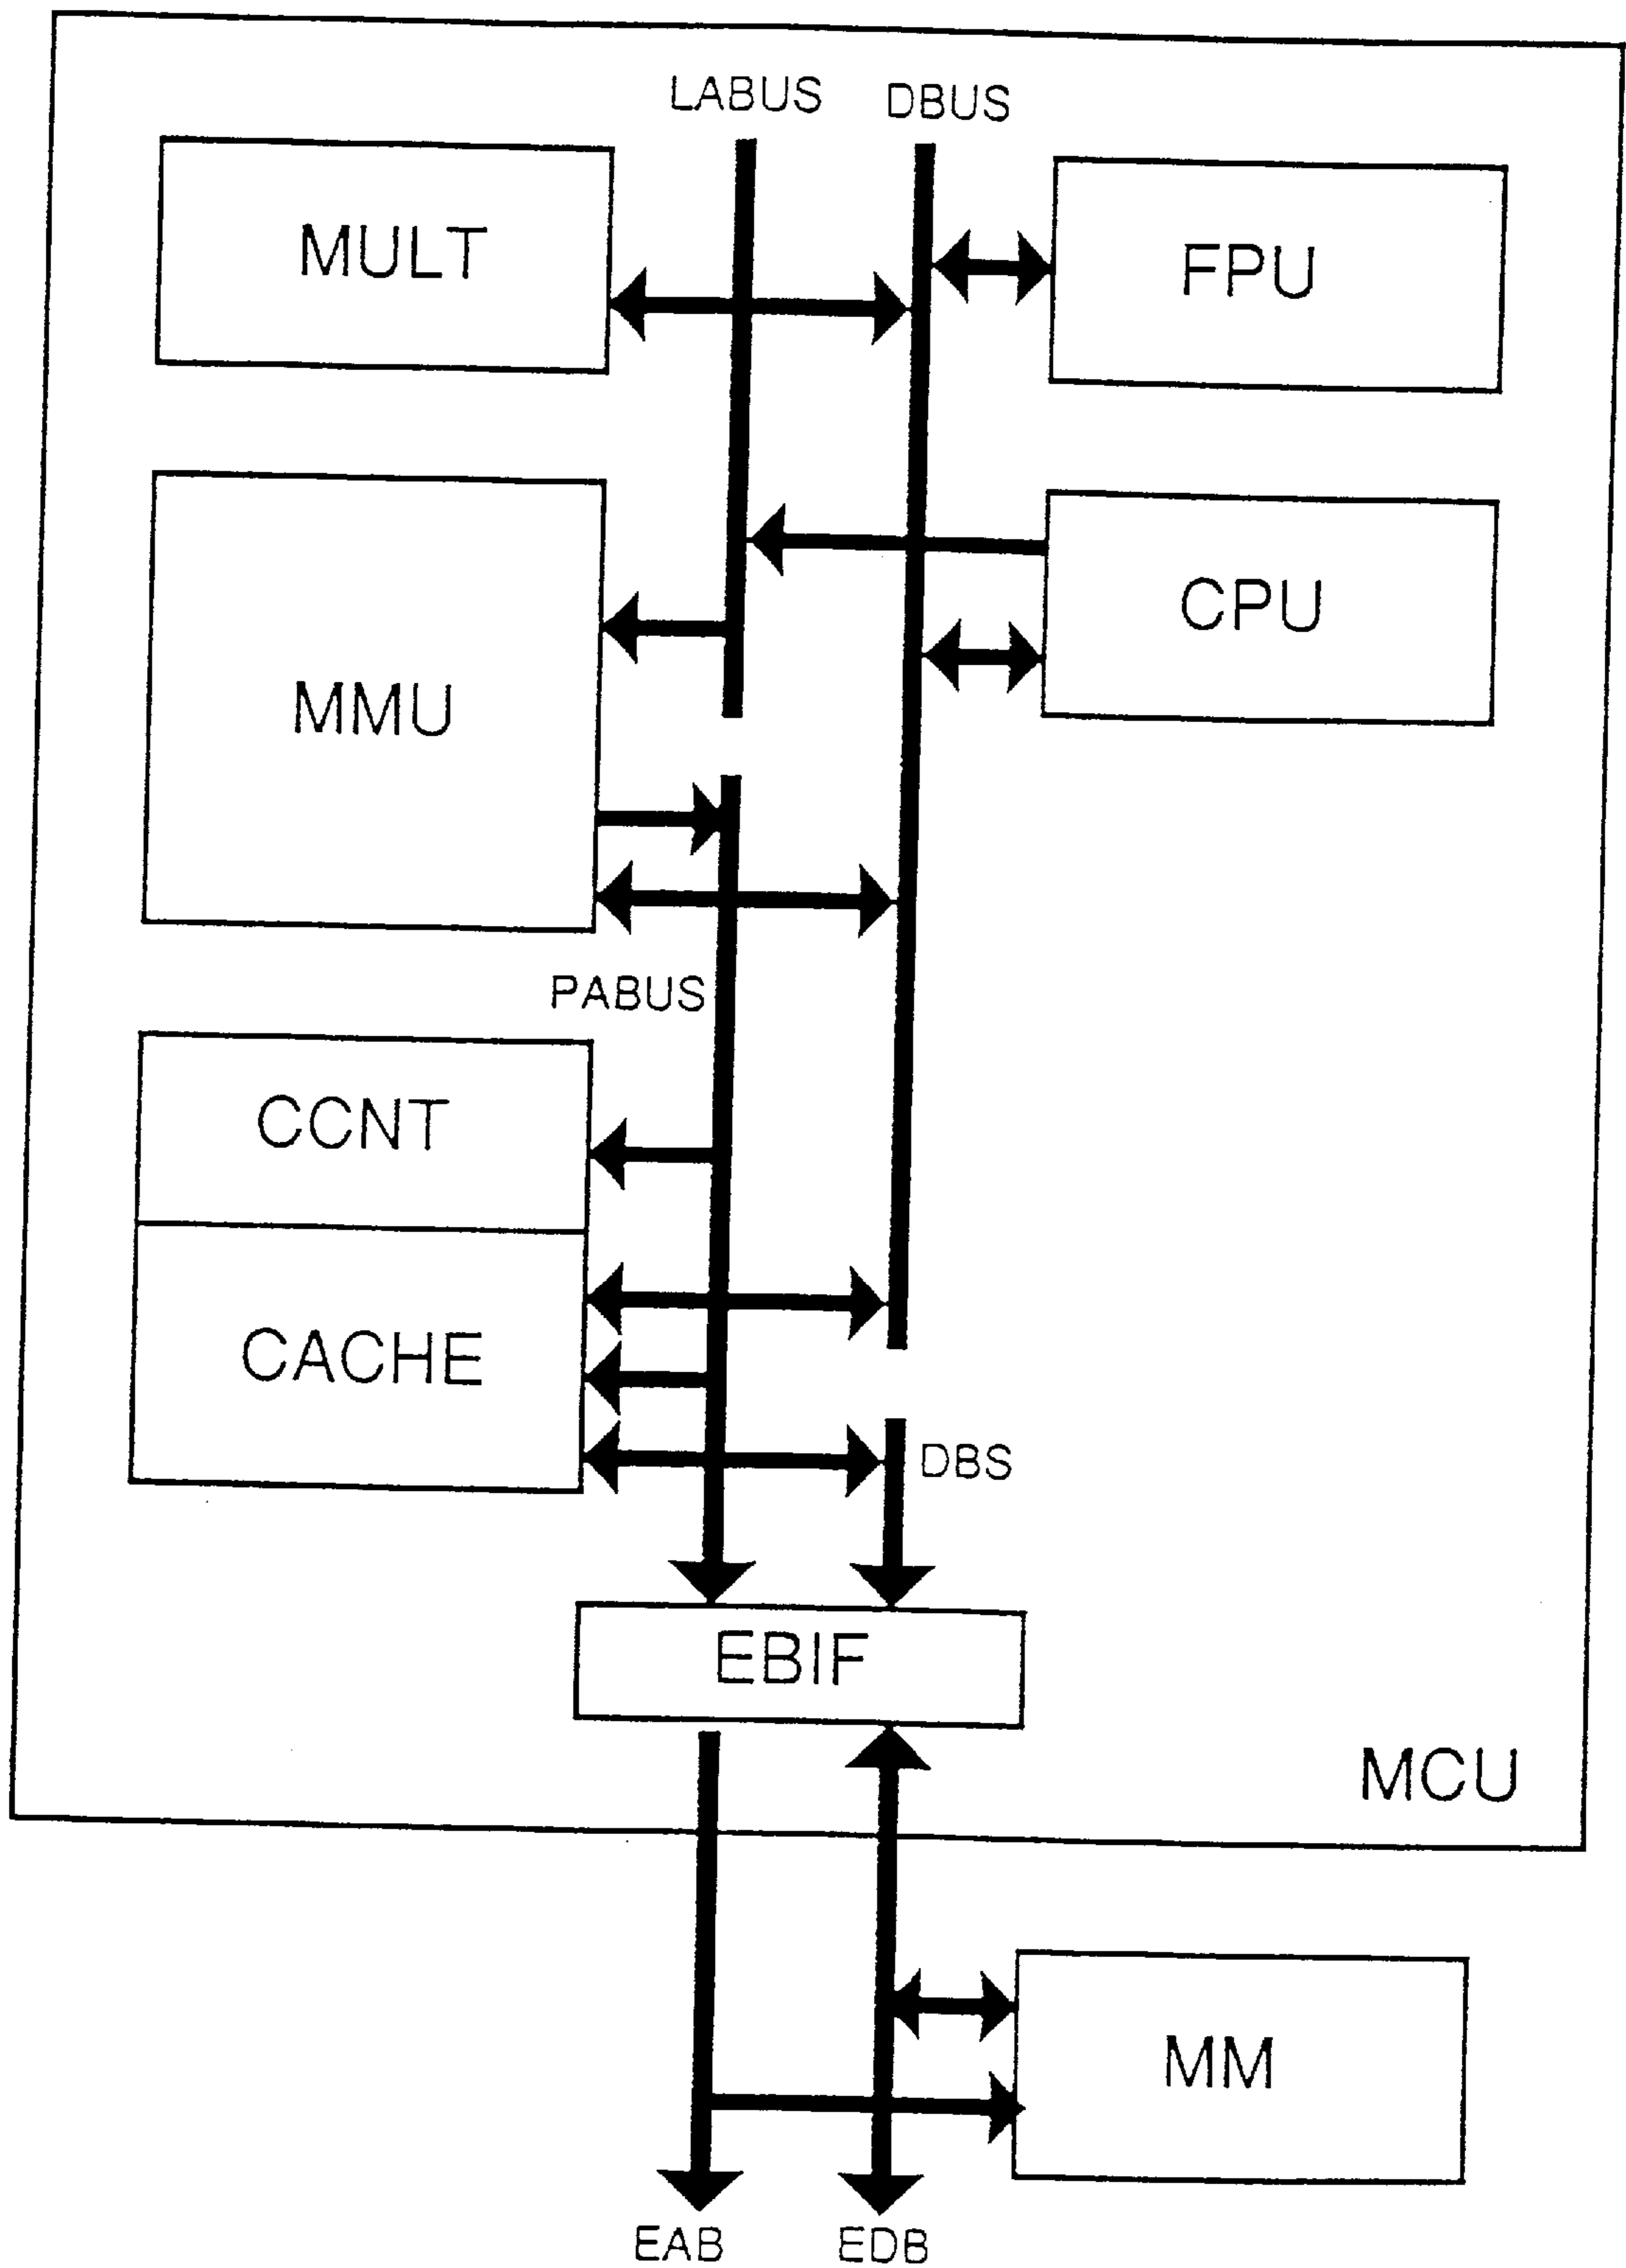 LABUS DBUS
MULT
FPU
CPU
MMU
PABUS
CCNT
CACHE
DBS
EBIF
MCU
MM
EAB EDB